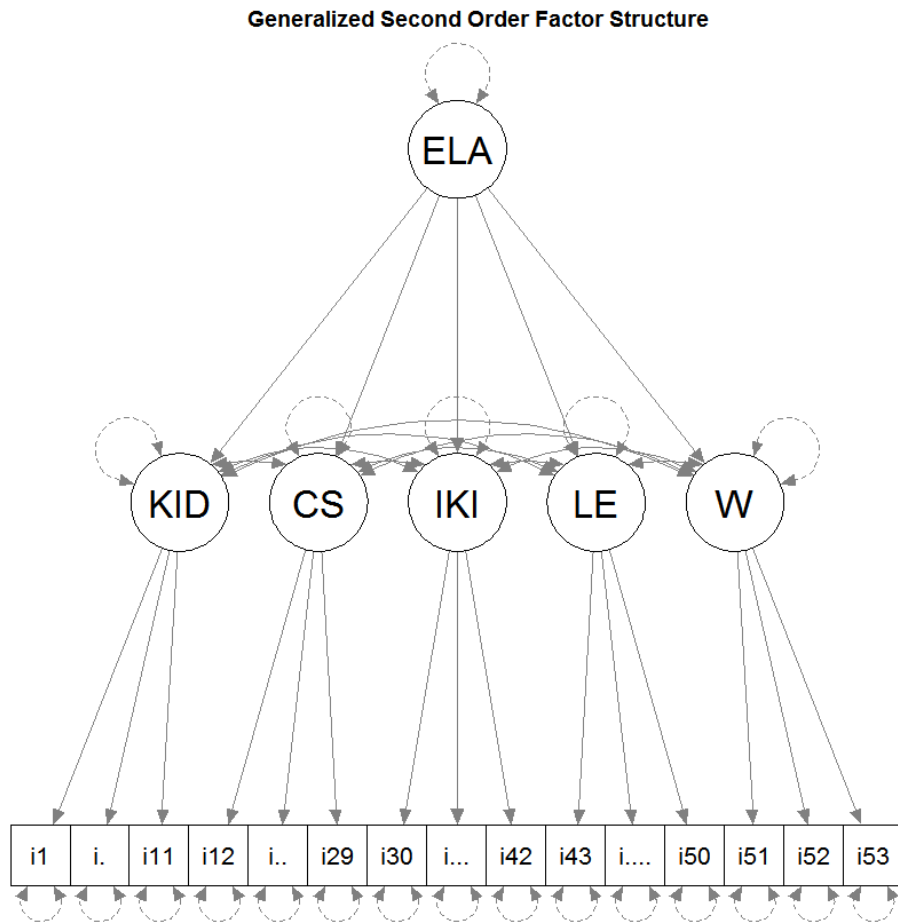 Generalized Second Order Factor Structure
ELA
KID CS IKI LE W
i1 i. i11 i12 i.. i29 i30 i... i42 i43 i.... i50 i51 i52 i53